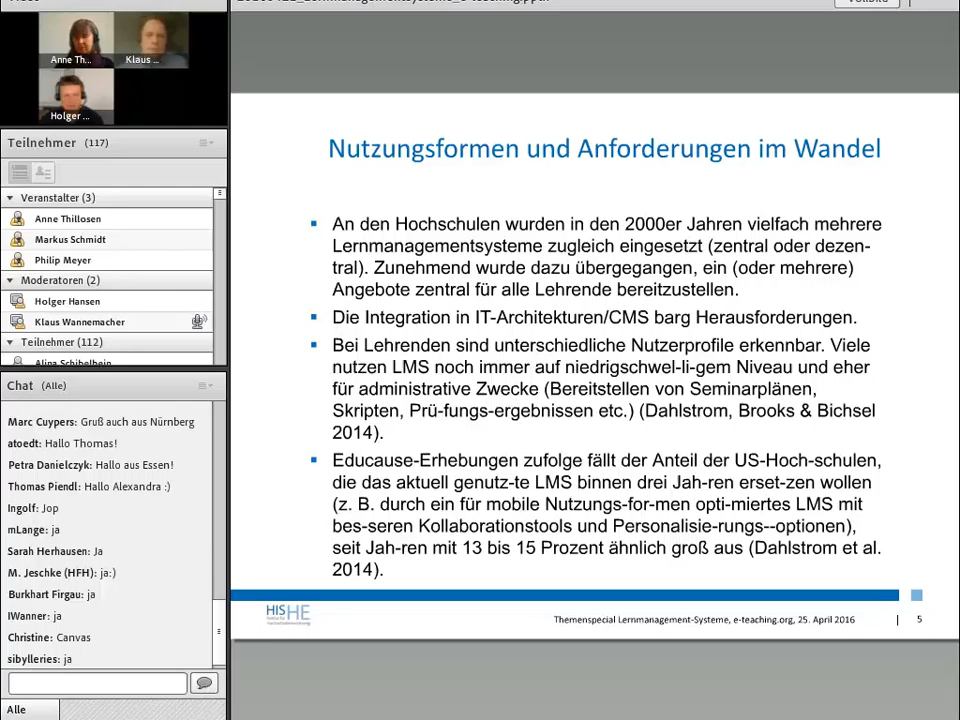 Anne Th...
Klaus ...
Holger ...
Teilnehmer (117)
Veranstalter (3)
Anne Thillosen
Markus Schmidt
Philip Meyer
Moderatoren (2)
Holger Hansen
Klaus Wannemacher
Teilnehmer (112)
Chat (Alle)
Marc Cuypers: Gruß auch aus Nürnberg
atoedt: Hallo Thomas!
Petra Danielczyk: Hallo aus Essen!
Thomas Piendl: Hallo Alexandra :)
Ingolf: Jop
mLange: ja
Sarah Herhausen: Ja
M. Jeschke (HFH): ja:)
Burkhart Firgau: ja
IWanner: ja
Christine: Canvas
sibylleries: ja
Alle
Vollbild
Nutzungsformen und Anforderungen im Wandel
An den Hochschulen wurden in den 2000er Jahren vielfach mehrere
Lernmanagementsysteme zugleich eingesetzt (zentral oder dezen-
tral). Zunehmend wurde dazu übergegangen, ein (oder mehrere)
Angebote zentral für alle Lehrende bereitzustellen.
Die Integration in IT-Architekturen/CMS barg Herausforderungen.
Bei Lehrenden sind unterschiedliche Nutzerprofile erkennbar. Viele
nutzen LMS noch immer auf niedrigschwel-li-gem Niveau und eher
für administrative Zwecke (Bereitstellen von Seminarplänen,
Skripten, Prü-fungs-ergebnissen etc.) (Dahlstrom, Brooks & Bichsel
2014).
Educause-Erhebungen zufolge fällt der Anteil der US-Hoch-schulen,
die das aktuell genutz-te LMS binnen drei Jah-ren erset-zen wollen
(z. B. durch ein für mobile Nutzungs-for-men opti-miertes LMS mit
bes-seren Kollaborationstools und Personalisie-rungs--optionen),
seit Jah-ren mit 13 bis 15 Prozent ähnlich groß aus (Dahlstrom et al.
2014).
HIS HE
Themenspecial Lernmanagement-Systeme, e-teaching.org, 25. April 2016 | 5